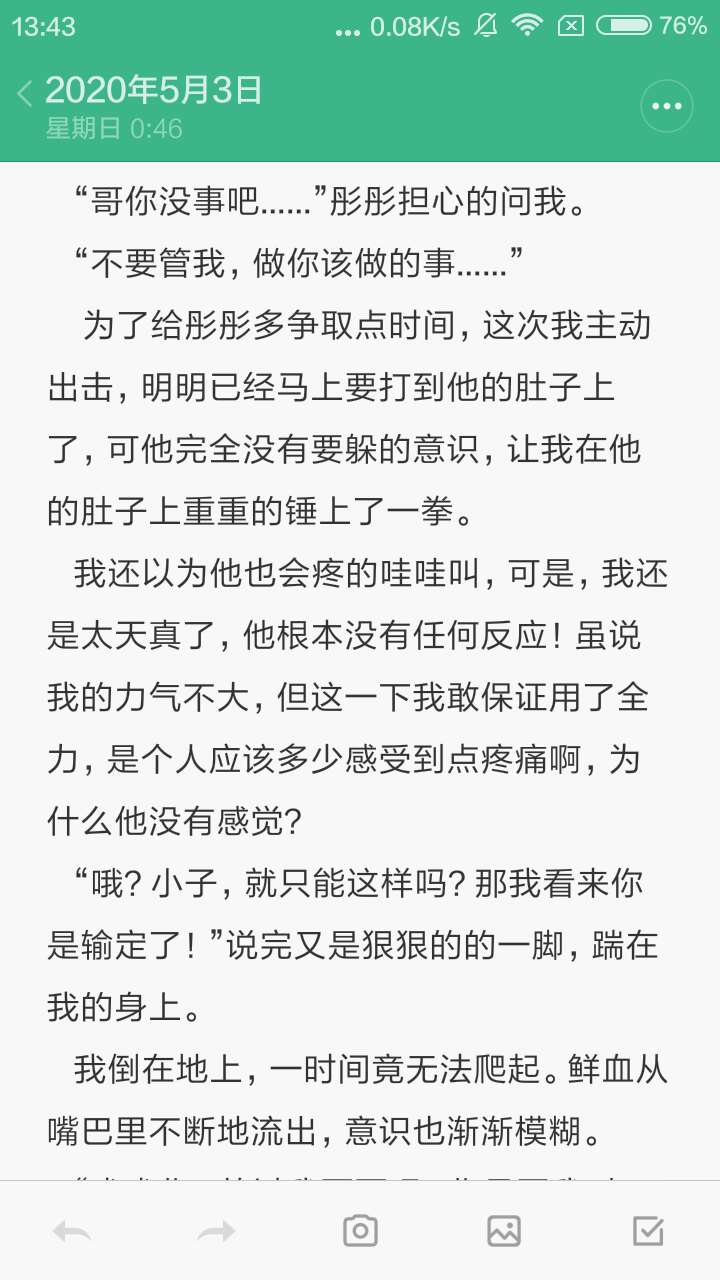 13:43
... 0.08K/s 76%
2020年5月3日
星期日 0:46
“哥你没事吧……”彤彤担心的问我。
“不要管我，做你该做的事……”
为了给彤彤多争取点时间，这次我主动
出击，明明已经马上要打到他的肚子上
了，可他完全没有要躲的意识，让我在他
的肚子上重重的锤上了一拳。
我还以为他也会疼的哇哇叫，可是，我还
是太天真了，他根本没有任何反应！虽说
我的力气不大，但这一下我敢保证用了全
力，是个人应该多少感受到点疼痛啊，为
什么他没有感觉？
“哦？小子，就只能这样吗？那我看来你
是输定了！”说完又是狠狠的的一脚，踹在
我的身上。
我倒在地上，一时间竟无法爬起。鲜血从
嘴巴里不断地流出，意识也渐渐模糊。